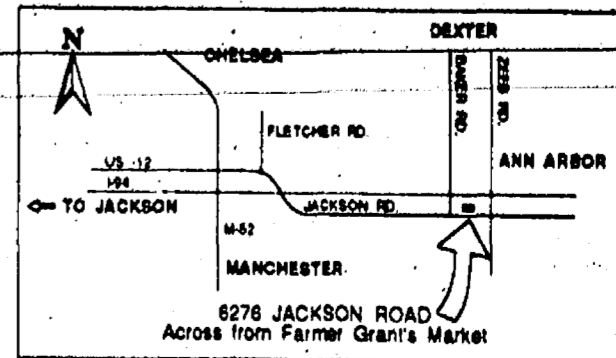 N
DEXTER
CHELSEA
BAKER RD.
ZEEB RD.
FLETCHER RD.
ANN ARBOR
US -12
I-94
TO JACKSON
JACKSON RD.
M-52
MANCHESTER
6276 JACKSON ROAD
Across from Farmer Grant's Market